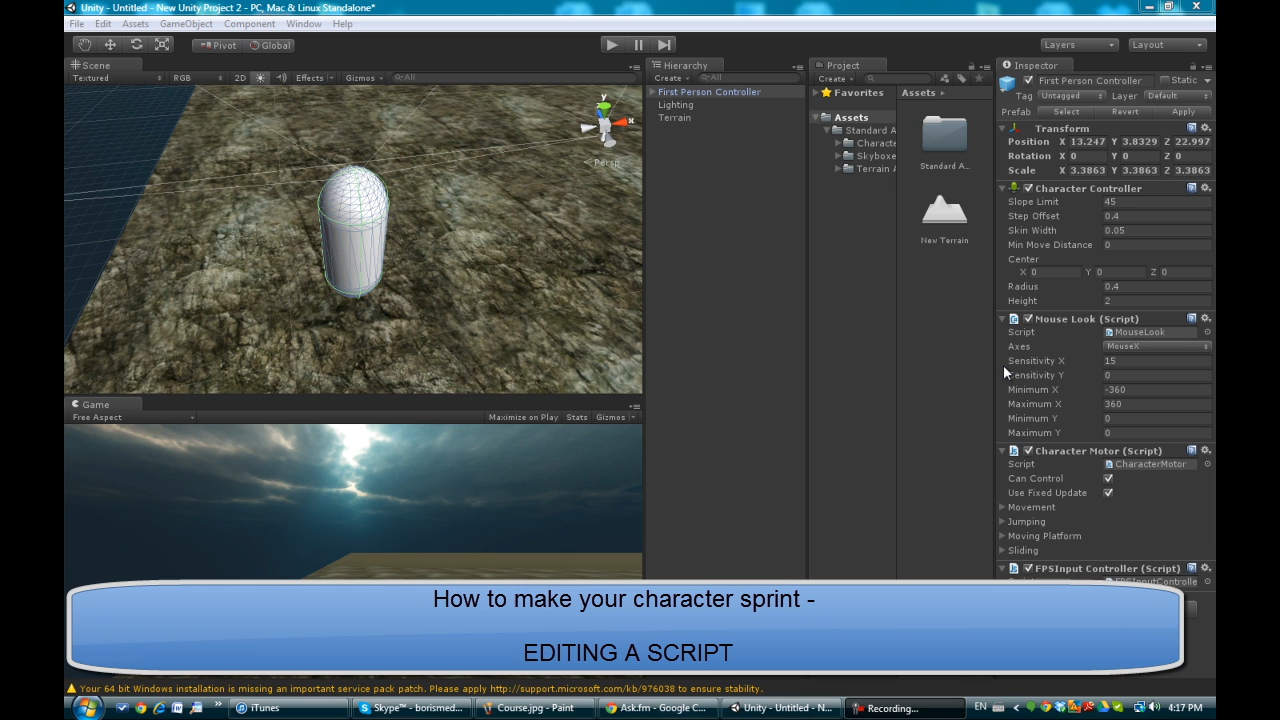 Unity - Untitled - New Unity Project 2 - PC, Mac & Linux Standalone*
File Edit Assets GameObject Component Window Help
Pivot Global Layers Layout
Scene
Textured RGB 2D Effects Gizmos All
y
x
Persp
Game
Free Aspect Maximize on Play Stats Gizmos
Hierarchy
Create All
First Person Controller
Lighting
Terrain
Project
Create
Favorites
Assets
Standard A
Characte
Skyboxe
Terrain A
Assets
Standard A...
New Terrain
Inspector
First Person Controller Static
Tag Untagged Layer Default
Prefab Select Revert Apply
Transform
Position X 13.247 Y 3.8329 Z 22.997
Rotation X 0 Y 0 Z 0
Scale X 3.3863 Y 3.3863 Z 3.3863
Character Controller
Slope Limit 45
Step Offset 0.4
Skin Width 0.05
Min Move Distance 0
Center
X 0 Y 0 Z 0
Radius 0.4
Height 2
Mouse Look (Script)
Script MouseLook
Axes MouseX
Sensitivity X 15
Sensitivity Y 0
Minimum X -360
Maximum X 360
Minimum Y 0
Maximum Y 0
Character Motor (Script)
Script CharacterMotor
Can Control
Use Fixed Update
Movement
Jumping
Moving Platform
Sliding
FPSInput Controller (Script)
How to make your character sprint -
EDITING A SCRIPT
Your 64 bit Windows installation is missing an important service pack patch. Please apply http://support.microsoft.com/kb/976038 to ensure stability.
iTunes Skype™ - borismed... Course.jpg - Paint Ask.fm - Google C... Unity - Untitled - N... Recording... EN 4:17 PM